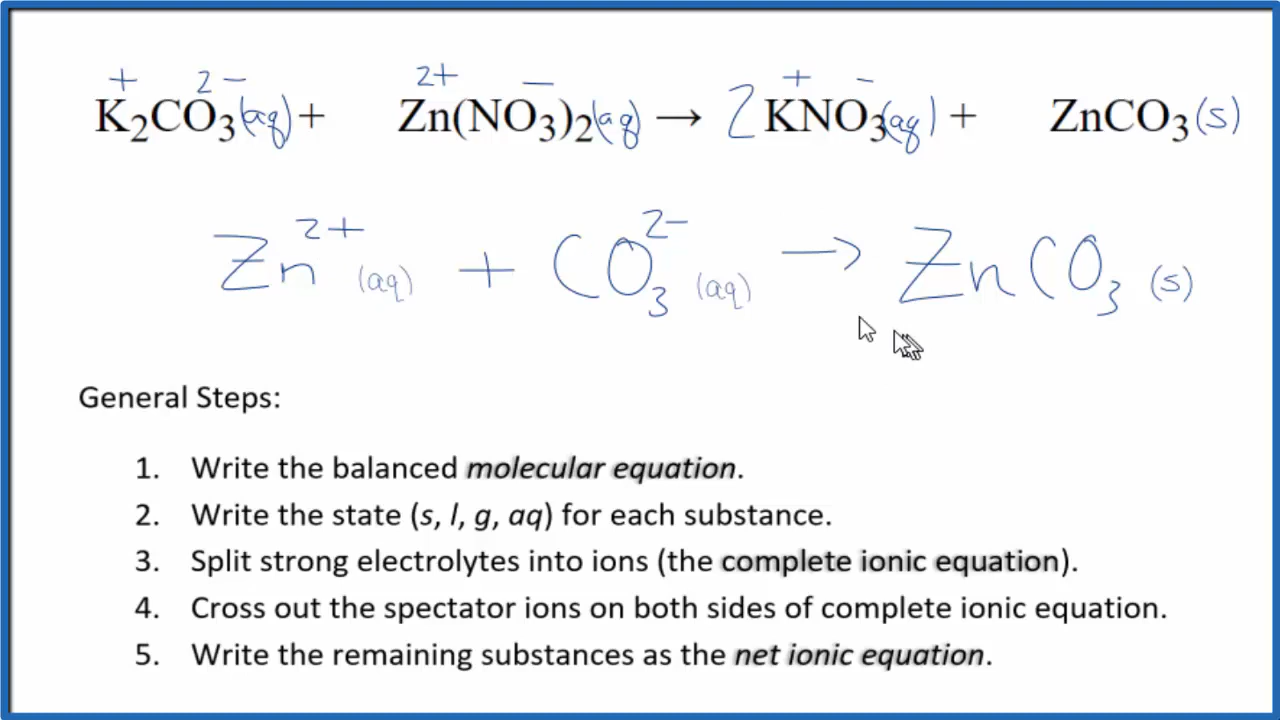 + 2- 2+ - + -
K₂CO₃(aq) + Zn(NO₃)₂(aq) → 2KNO₃(aq) + ZnCO₃(s)
Zn²⁺(aq) + CO₃²⁻(aq) → ZnCO₃(s)
General Steps:
1. Write the balanced molecular equation.
2. Write the state (s, l, g, aq) for each substance.
3. Split strong electrolytes into ions (the complete ionic equation).
4. Cross out the spectator ions on both sides of complete ionic equation.
5. Write the remaining substances as the net ionic equation.